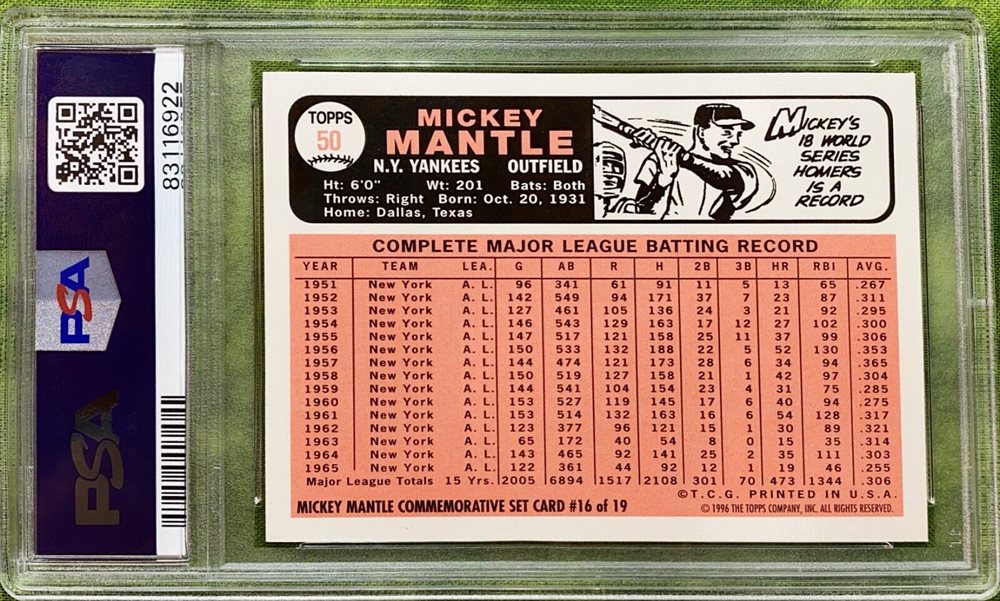 PSA
PSA
83116922
TOPPS
50
MICKEY
MANTLE
N.Y. YANKEES OUTFIELD
Ht: 6'0" Wt: 201 Bats: Both
Throws: Right Born: Oct. 20, 1931
Home: Dallas, Texas
MICKEY'S
18 WORLD
SERIES
HOMERS
IS A
RECORD
COMPLETE MAJOR LEAGUE BATTING RECORD
YEAR TEAM LEA. G AB R H 2B 3B HR RBI AVG.
1951 New York A. L. 96 341 61 91 11 5 13 65 .267
1952 New York A. L. 142 549 94 171 37 7 23 87 .311
1953 New York A. L. 127 461 105 136 24 3 21 92 .295
1954 New York A. L. 146 543 129 163 17 12 27 102 .300
1955 New York A. L. 147 517 121 158 25 11 37 99 .306
1956 New York A. L. 150 533 132 188 22 5 52 130 .353
1957 New York A. L. 144 474 121 173 28 6 34 94 .365
1958 New York A. L. 150 519 127 158 21 1 42 97 .304
1959 New York A. L. 144 541 104 154 23 4 31 75 .285
1960 New York A. L. 153 527 119 145 17 6 40 94 .275
1961 New York A. L. 153 514 132 163 16 6 54 128 .317
1962 New York A. L. 123 377 96 121 15 1 30 89 .321
1963 New York A. L. 65 172 40 54 8 0 15 35 .314
1964 New York A. L. 143 465 92 141 25 2 35 111 .303
1965 New York A. L. 122 361 44 92 12 1 19 46 .255
Major League Totals 15 Yrs. 2005 6894 1517 2108 301 70 473 1344 .306
©T.C.G. PRINTED IN U.S.A.
MICKEY MANTLE COMMEMORATIVE SET CARD #16 of 19
© 1996 THE TOPPS COMPANY, INC. ALL RIGHTS RESERVED.